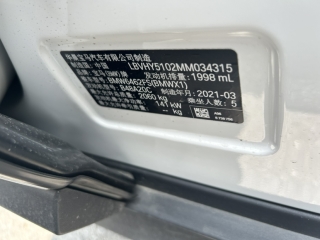 华晨宝马汽车有限公司制造
中国 LBVHY5102MM034315
宝马(BMW)牌 发动机排量: 1998 mL
BMW6462FS(BMWX1)
B48A20C 制造年月: 2021-03
2060 kg 乘坐人数: 5
141 kW
kg